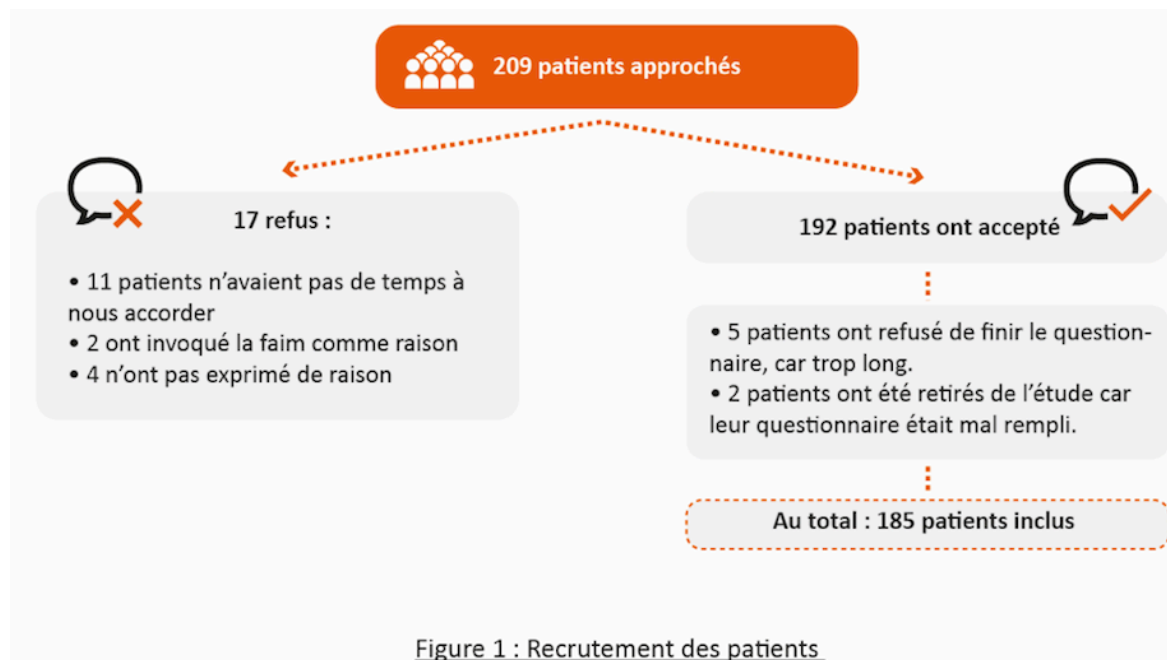 209 patients approchés
17 refus :
• 11 patients n’avaient pas de temps à
nous accorder
• 2 ont invoqué la faim comme raison
• 4 n’ont pas exprimé de raison
192 patients ont accepté
• 5 patients ont refusé de finir le question-
naire, car trop long.
• 2 patients ont été retirés de l’étude car
leur questionnaire était mal rempli.
Au total : 185 patients inclus
Figure 1 : Recrutement des patients